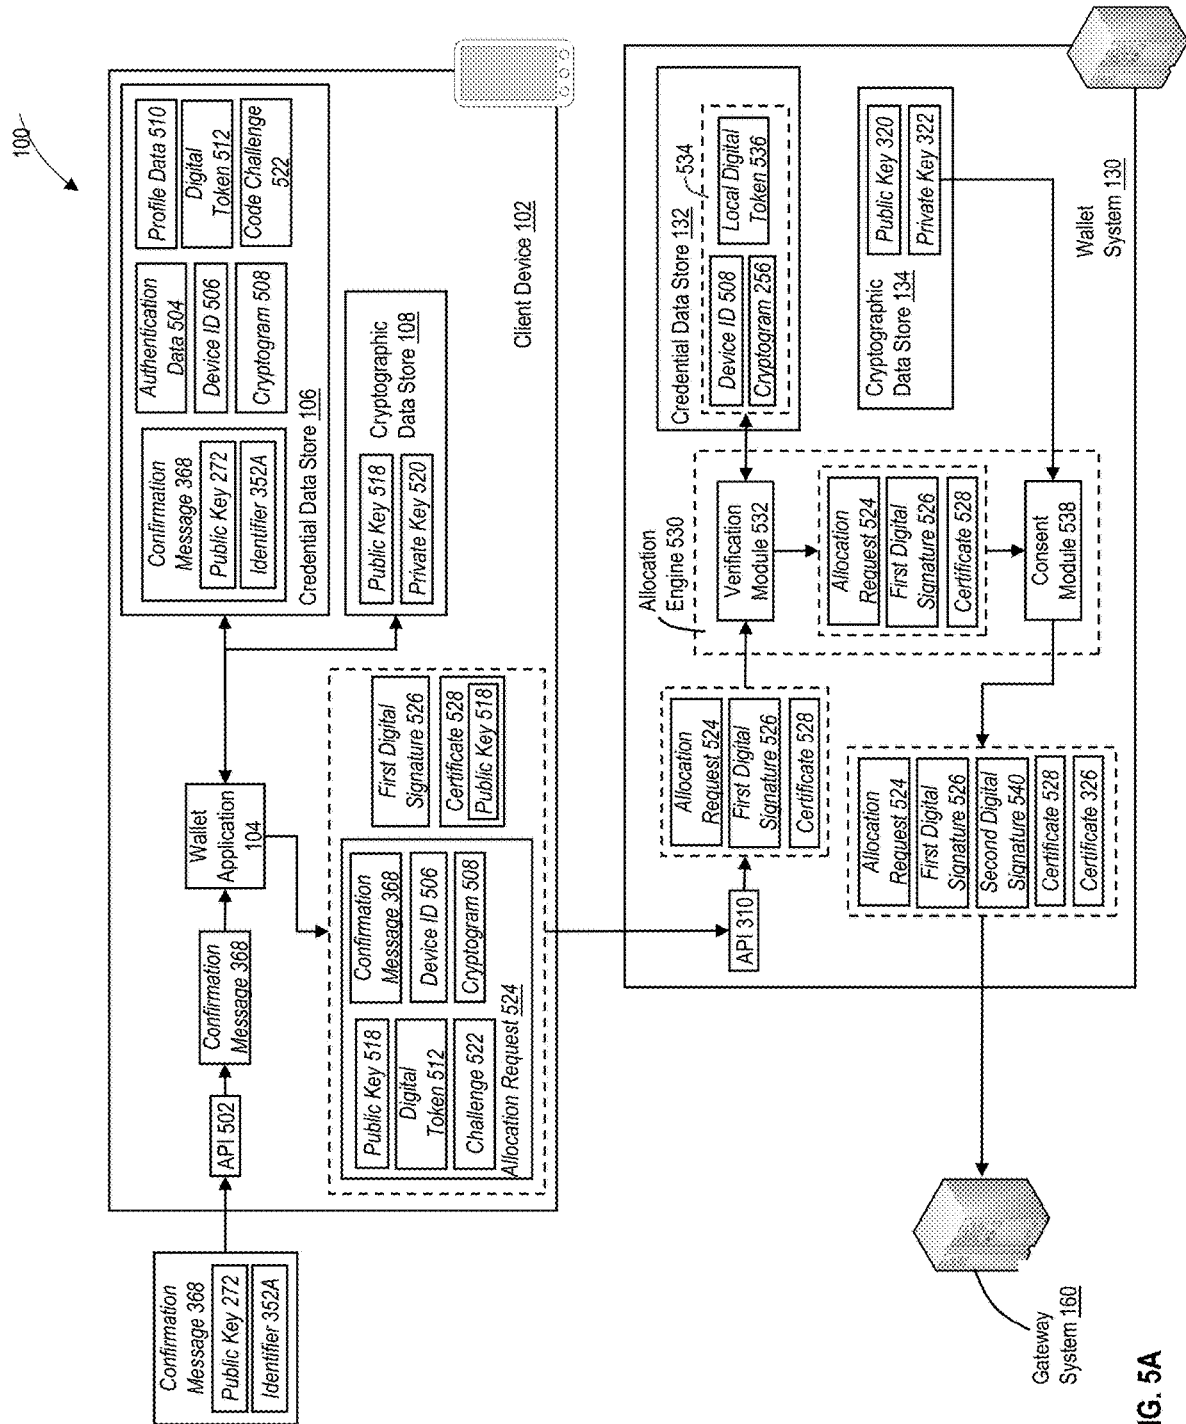 100
Confirmation
Message 368
Public Key 272
Identifier 352A
API 502
Confirmation
Message 368
Wallet
Application
104
Confirmation
Message 368
Public Key 272
Identifier 352A
Authentication
Data 504
Device ID 506
Cryptogram 508
Profile Data 510
Digital
Token 512
Code Challenge
522
Credential Data Store 106
Public Key 518
Private Key 520
Cryptographic
Data Store 108
Client Device 102
Public Key 518
Digital
Token 512
Challenge 522
Confirmation
Message 368
Device ID 506
Cryptogram 508
Allocation Request 524
First Digital
Signature 526
Certificate 528
Public Key 518
API 310
Allocation
Request 524
First Digital
Signature 526
Certificate 528
Allocation
Engine 530
Verification
Module 532
Allocation
Request 524
First Digital
Signature 526
Certificate 528
Consent
Module 538
Credential Data Store 132
534
Device ID 508
Cryptogram 256
Local Digital
Token 536
Cryptographic
Data Store 134
Public Key 320
Private Key 322
Wallet
System 130
Allocation
Request 524
First Digital
Signature 526
Second Digital
Signature 540
Certificate 528
Certificate 326
Gateway
System 160
IG. 5A